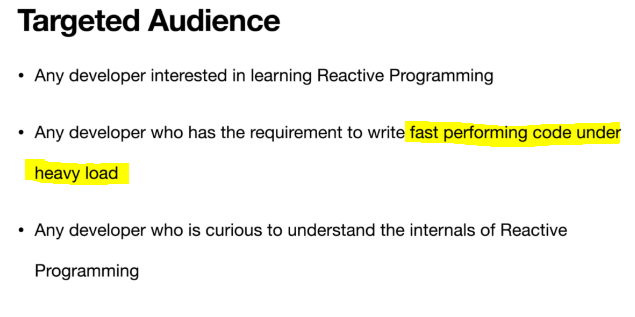 Targeted Audience
• Any developer interested in learning Reactive Programming
• Any developer who has the requirement to write fast performing code under
heavy load
• Any developer who is curious to understand the internals of Reactive
Programming